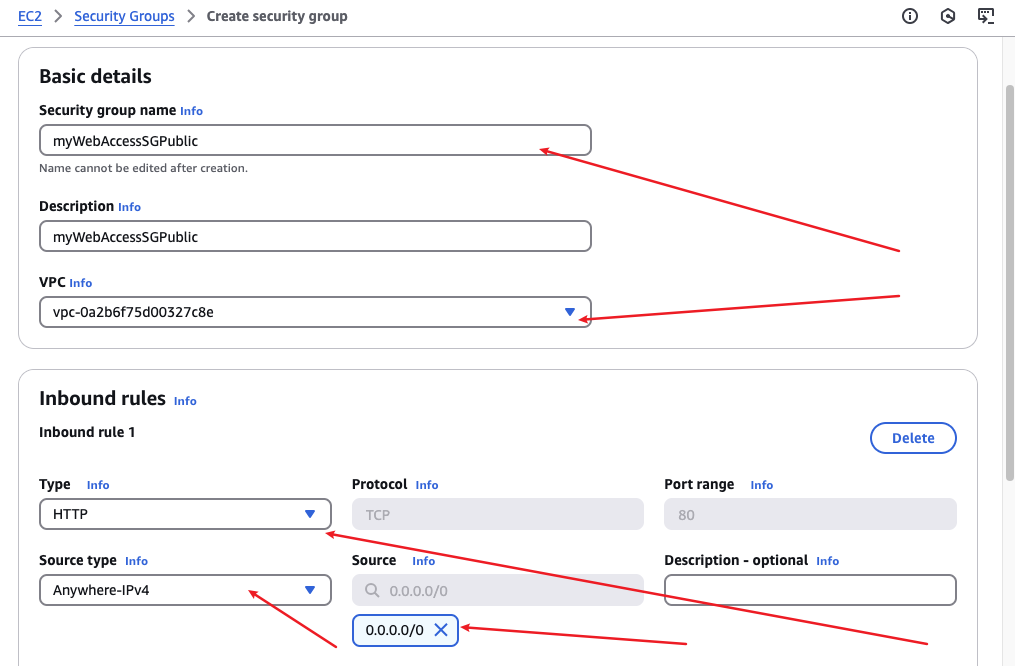 EC2 > Security Groups > Create security group
Basic details
Security group name Info
myWebAccessSGPublic
Name cannot be edited after creation.
Description Info
myWebAccessSGPublic
VPC Info
vpc-0a2b6f75d00327c8e
Inbound rules Info
Inbound rule 1
Delete
Type Info
Protocol Info
Port range Info
HTTP
TCP
80
Source type Info
Source Info
Description - optional Info
Anywhere-IPv4
0.0.0.0/0
0.0.0.0/0